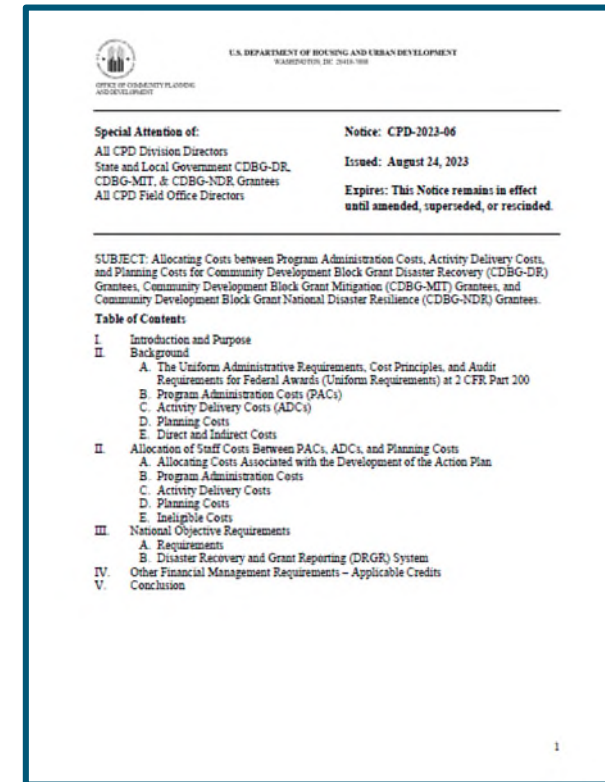 U.S. DEPARTMENT OF HOUSING AND URBAN DEVELOPMENT
WASHINGTON, DC 20410-7000
OFFICE OF COMMUNITY PLANNING
AND DEVELOPMENT
Special Attention of:
All CPD Division Directors
State and Local Government CDBG-DR,
CDBG-MIT, & CDBG-NDR Grantees
All CPD Field Office Directors
Notice: CPD-2023-06
Issued: August 24, 2023
Expires: This Notice remains in effect
until amended, superseded, or rescinded.
SUBJECT: Allocating Costs between Program Administration Costs, Activity Delivery Costs,
and Planning Costs for Community Development Block Grant Disaster Recovery (CDBG-DR)
Grantees, Community Development Block Grant Mitigation (CDBG-MIT) Grantees, and
Community Development Block Grant National Disaster Resilience (CDBG-NDR) Grantees.
Table of Contents
I. Introduction and Purpose
II. Background
A. The Uniform Administrative Requirements, Cost Principles, and Audit
Requirements for Federal Awards (Uniform Requirements) at 2 CFR Part 200
B. Program Administration Costs (PACs)
C. Activity Delivery Costs (ADCs)
D. Planning Costs
E. Direct and Indirect Costs
II. Allocation of Staff Costs Between PACs, ADCs, and Planning Costs
A. Allocating Costs Associated with the Development of the Action Plan
B. Program Administration Costs
C. Activity Delivery Costs
D. Planning Costs
E. Ineligible Costs
III. National Objective Requirements
A. Requirements
B. Disaster Recovery and Grant Reporting (DRGR) System
IV. Other Financial Management Requirements – Applicable Credits
V. Conclusion
1